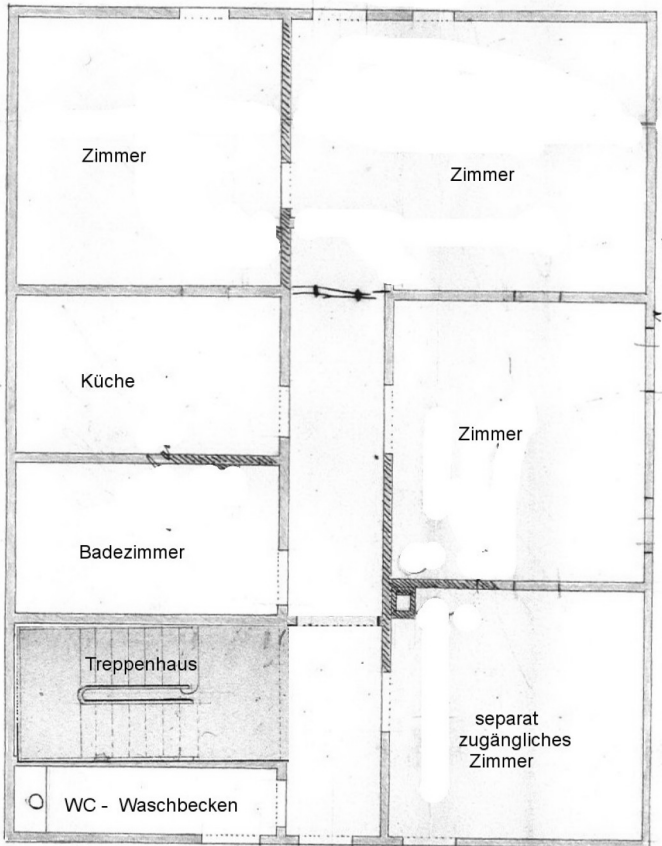 Zimmer
Zimmer
Küche
Zimmer
Badezimmer
Treppenhaus
separat
zugängliches
Zimmer
WC - Waschbecken